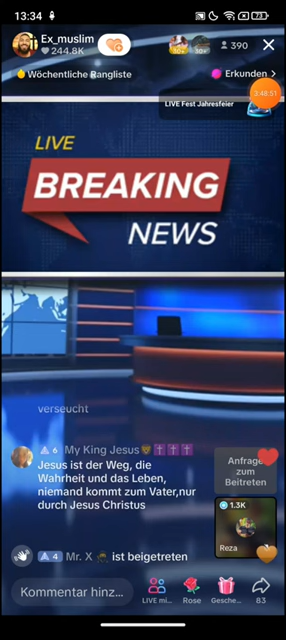 13:34
73
Ex_muslim
244.8K
30+
30+
390
Wöchentliche Rangliste
Erkunden >
LIVE Fest Jahresfeier
3:48:51
LIVE
BREAKING
NEWS
verseucht
6 My King Jesus
Jesus ist der Weg, die
Wahrheit und das Leben,
niemand kommt zum Vater,nur
durch Jesus Christus
Anfrage
zum
Beitreten
1.3K
Reza
4 Mr. X ist beigetreten
Kommentar hinz...
LIVE mi...
Rose
Gesche...
83